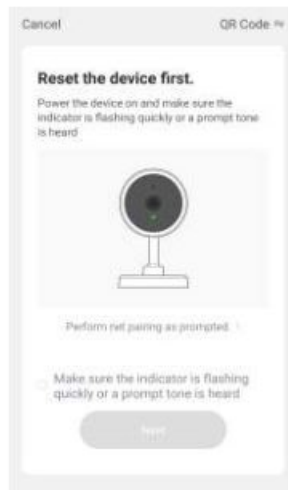 Cancel
QR Code
Reset the device first.
Power the device on and make sure the
indicator is flashing quickly or a prompt tone
is heard
Perform net pairing as prompted.
Make sure the indicator is flashing
quickly or a prompt tone is heard
Next